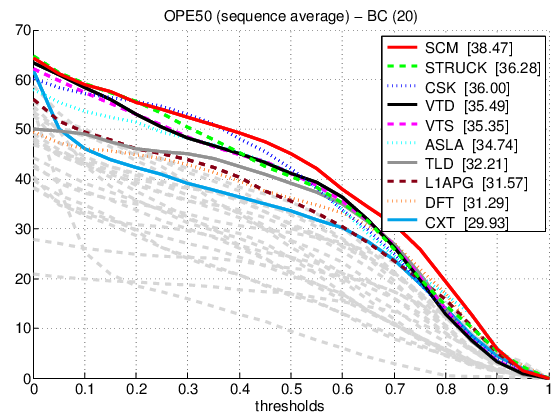 OPE50 (sequence average) – BC (20)
70
60
50
40
30
20
10
0
0
0.1
0.2
0.3
0.4
0.5
0.6
0.7
0.8
0.9
1
thresholds
SCM [38.47]
STRUCK [36.28]
CSK [36.00]
VTD [35.49]
VTS [35.35]
ASLA [34.74]
TLD [32.21]
L1APG [31.57]
DFT [31.29]
CXT [29.93]